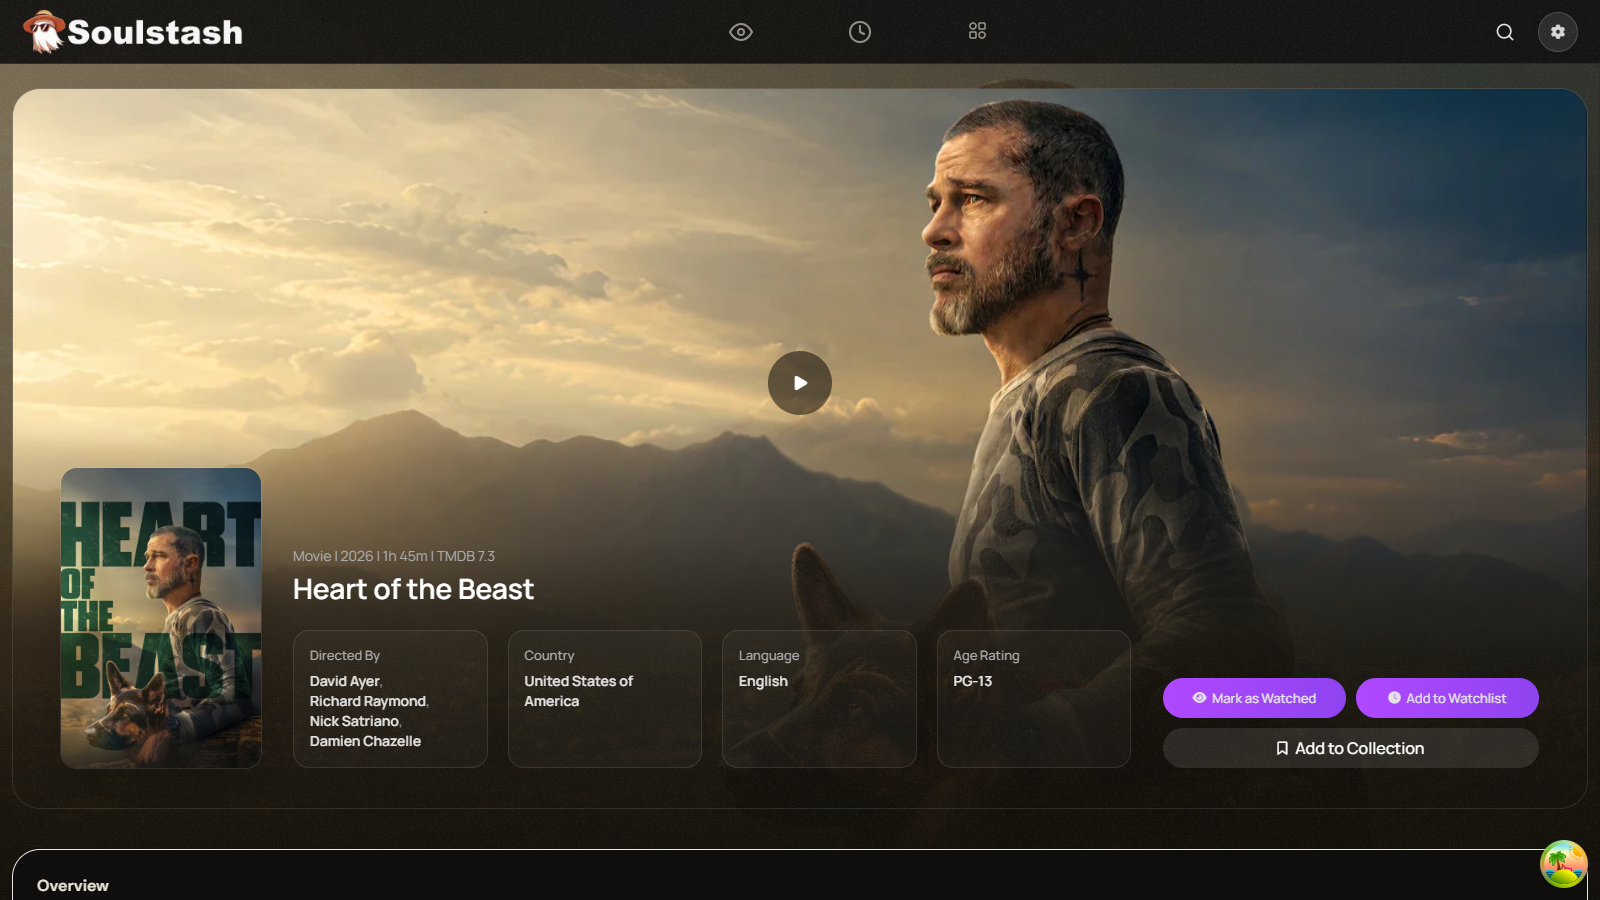 Soulstash
HEART
OF
THE
BEAST
Movie | 2026 | 1h 45m | TMDB 7.3
Heart of the Beast
Directed By
David Ayer,
Richard Raymond,
Nick Satriano,
Damien Chazelle
Country
United States of
America
Language
English
Age Rating
PG-13
Mark as Watched
Add to Watchlist
Add to Collection
Overview